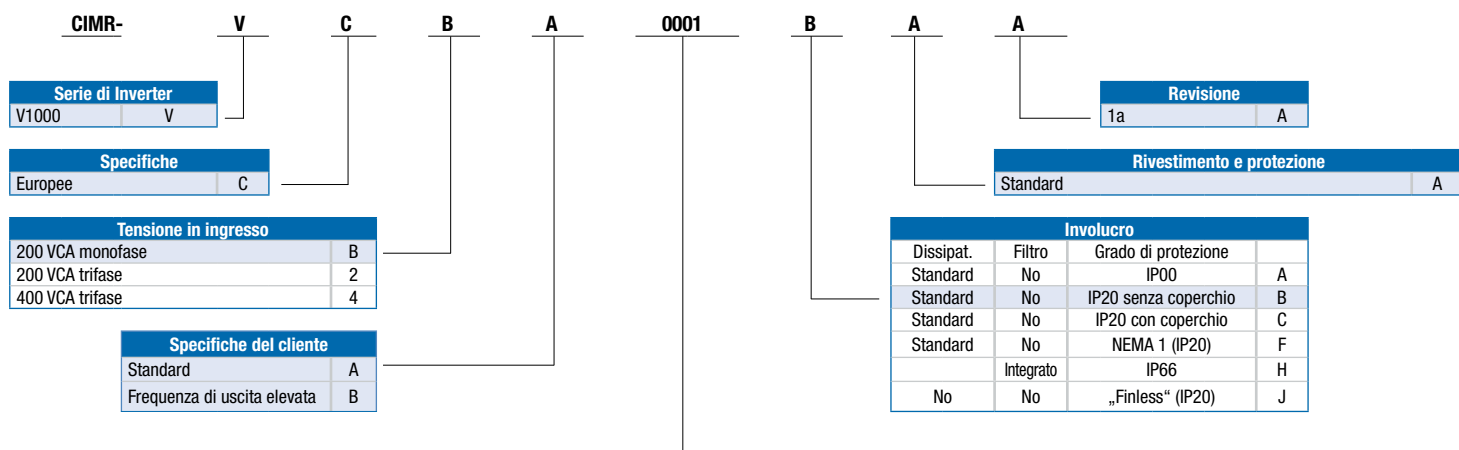 CIMR- V C B A 0001 B A A
Serie di Inverter
V1000 V
Revisione
1a A
Specifiche
Europee C
Rivestimento e protezione
Standard A
Tensione in ingresso
200 VCA monofase B
200 VCA trifase 2
400 VCA trifase 4
Involucro
Dissipat. Filtro Grado di protezione
Standard No IP00 A
Standard No IP20 senza coperchio B
Standard No IP20 con coperchio C
Standard No NEMA 1 (IP20) F
Integrato IP66 H
No No „Finless“ (IP20) J
Specifiche del cliente
Standard A
Frequenza di uscita elevata B